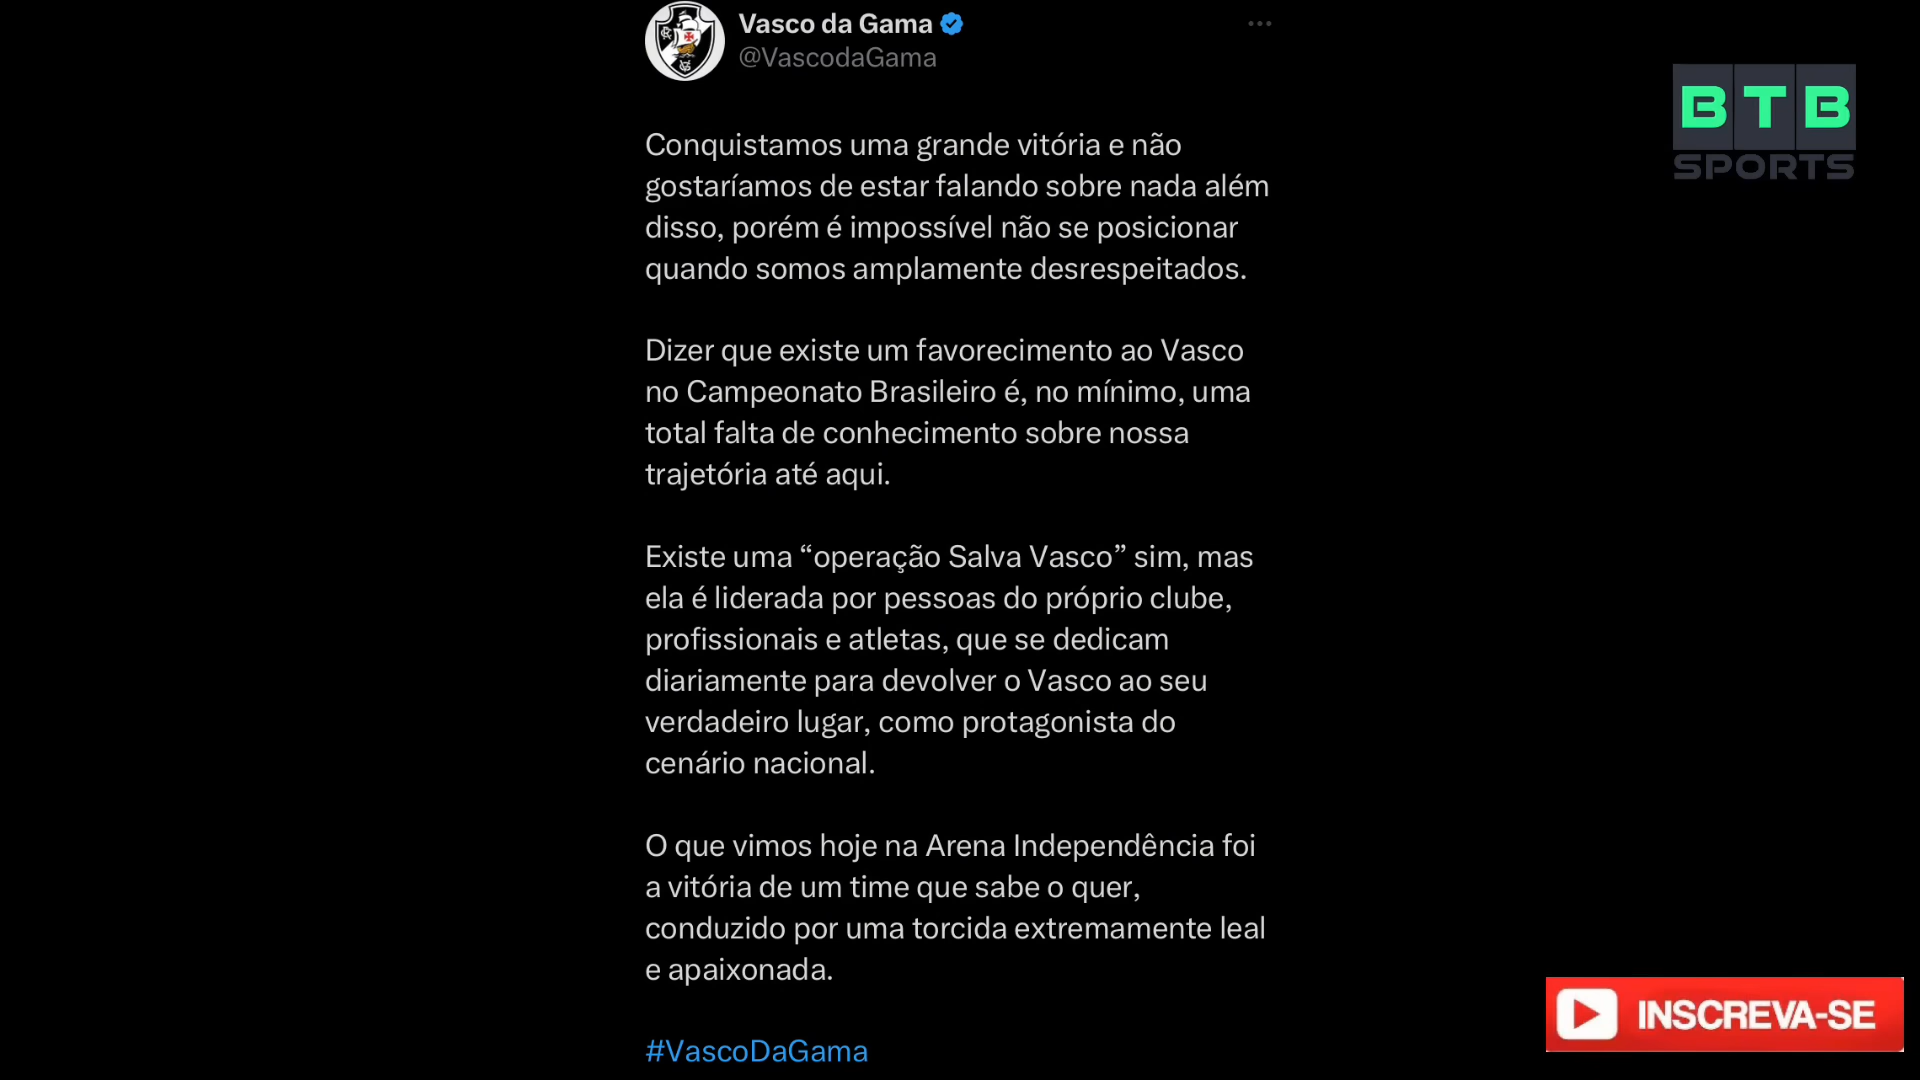 Vasco da Gama
@VascodaGama
BTB
SPORTS
Conquistamos uma grande vitória e não
gostaríamos de estar falando sobre nada além
disso, porém é impossível não se posicionar
quando somos amplamente desrespeitados.
Dizer que existe um favorecimento ao Vasco
no Campeonato Brasileiro é, no mínimo, uma
total falta de conhecimento sobre nossa
trajetória até aqui.
Existe uma “operação Salva Vasco” sim, mas
ela é liderada por pessoas do próprio clube,
profissionais e atletas, que se dedicam
diariamente para devolver o Vasco ao seu
verdadeiro lugar, como protagonista do
cenário nacional.
O que vimos hoje na Arena Independência foi
a vitória de um time que sabe o quer,
conduzido por uma torcida extremamente leal
e apaixonada.
#VascoDaGama
INSCREVA-SE